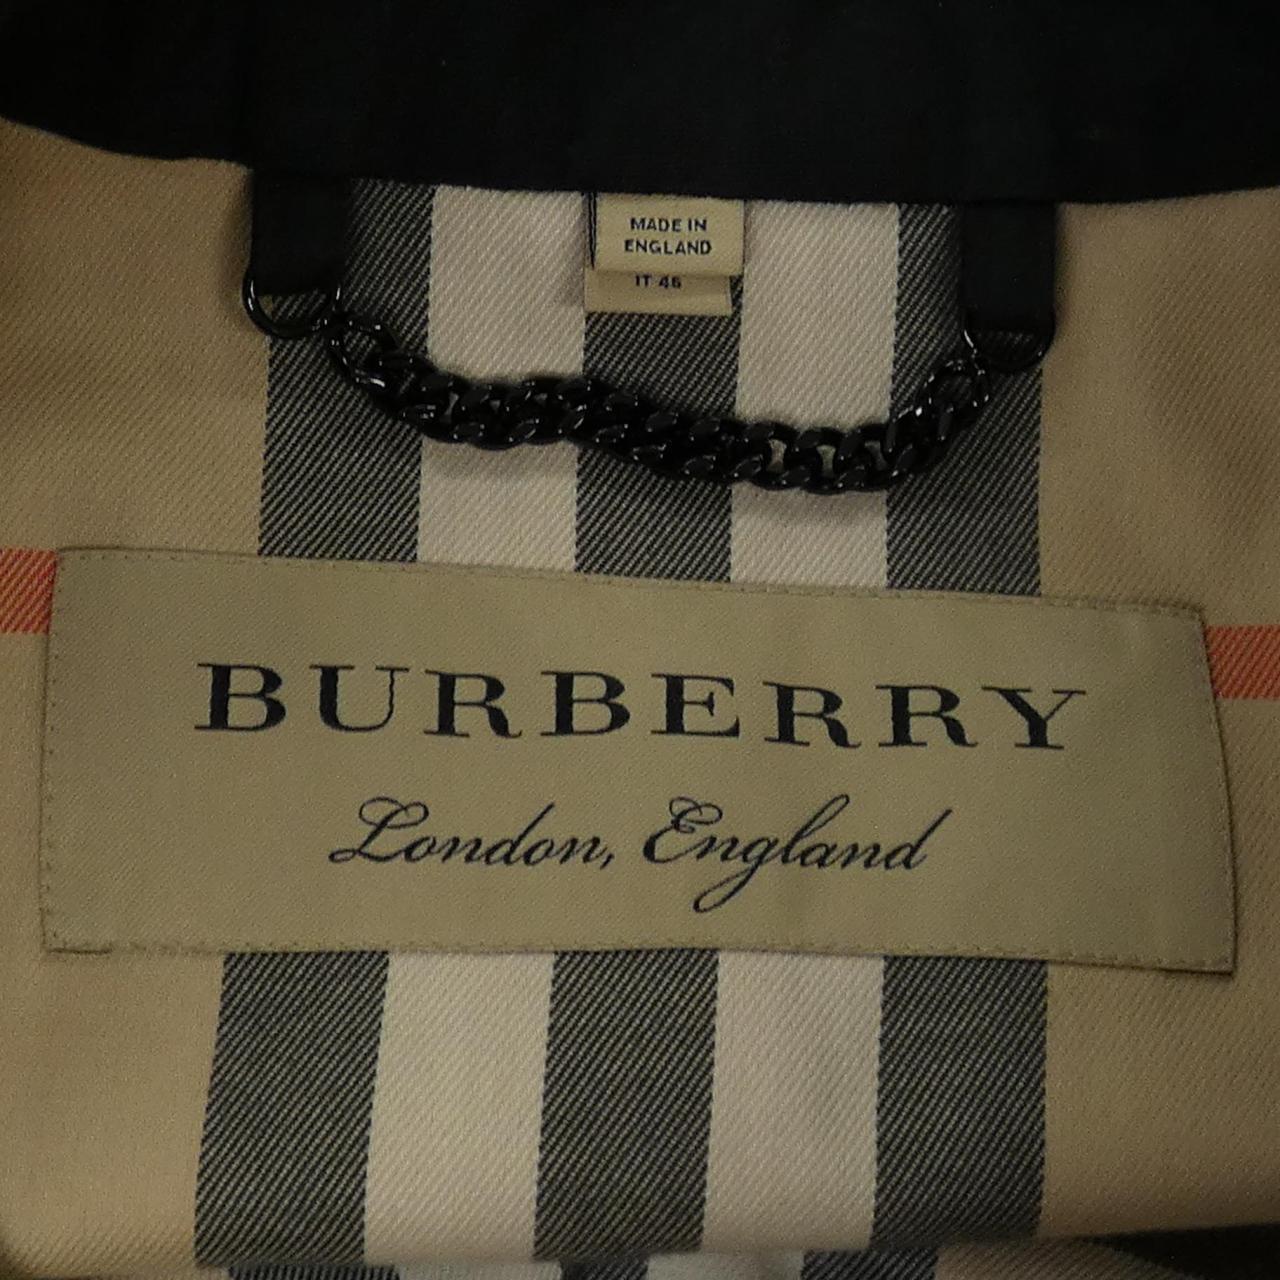 MADE IN
ENGLAND
IT 46
BURBERRY
London, England